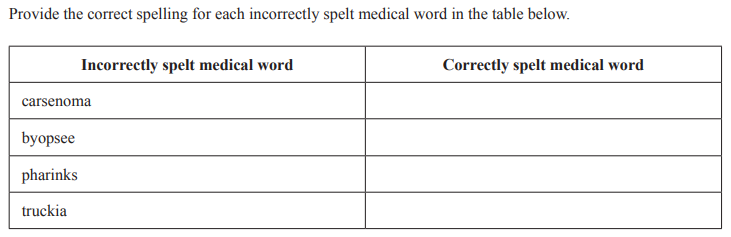 Provide the correct spelling for each incorrectly spelt medical word in the table below.
Incorrectly spelt medical word Correctly spelt medical word
carsenoma
byopsee
pharinks
truckia